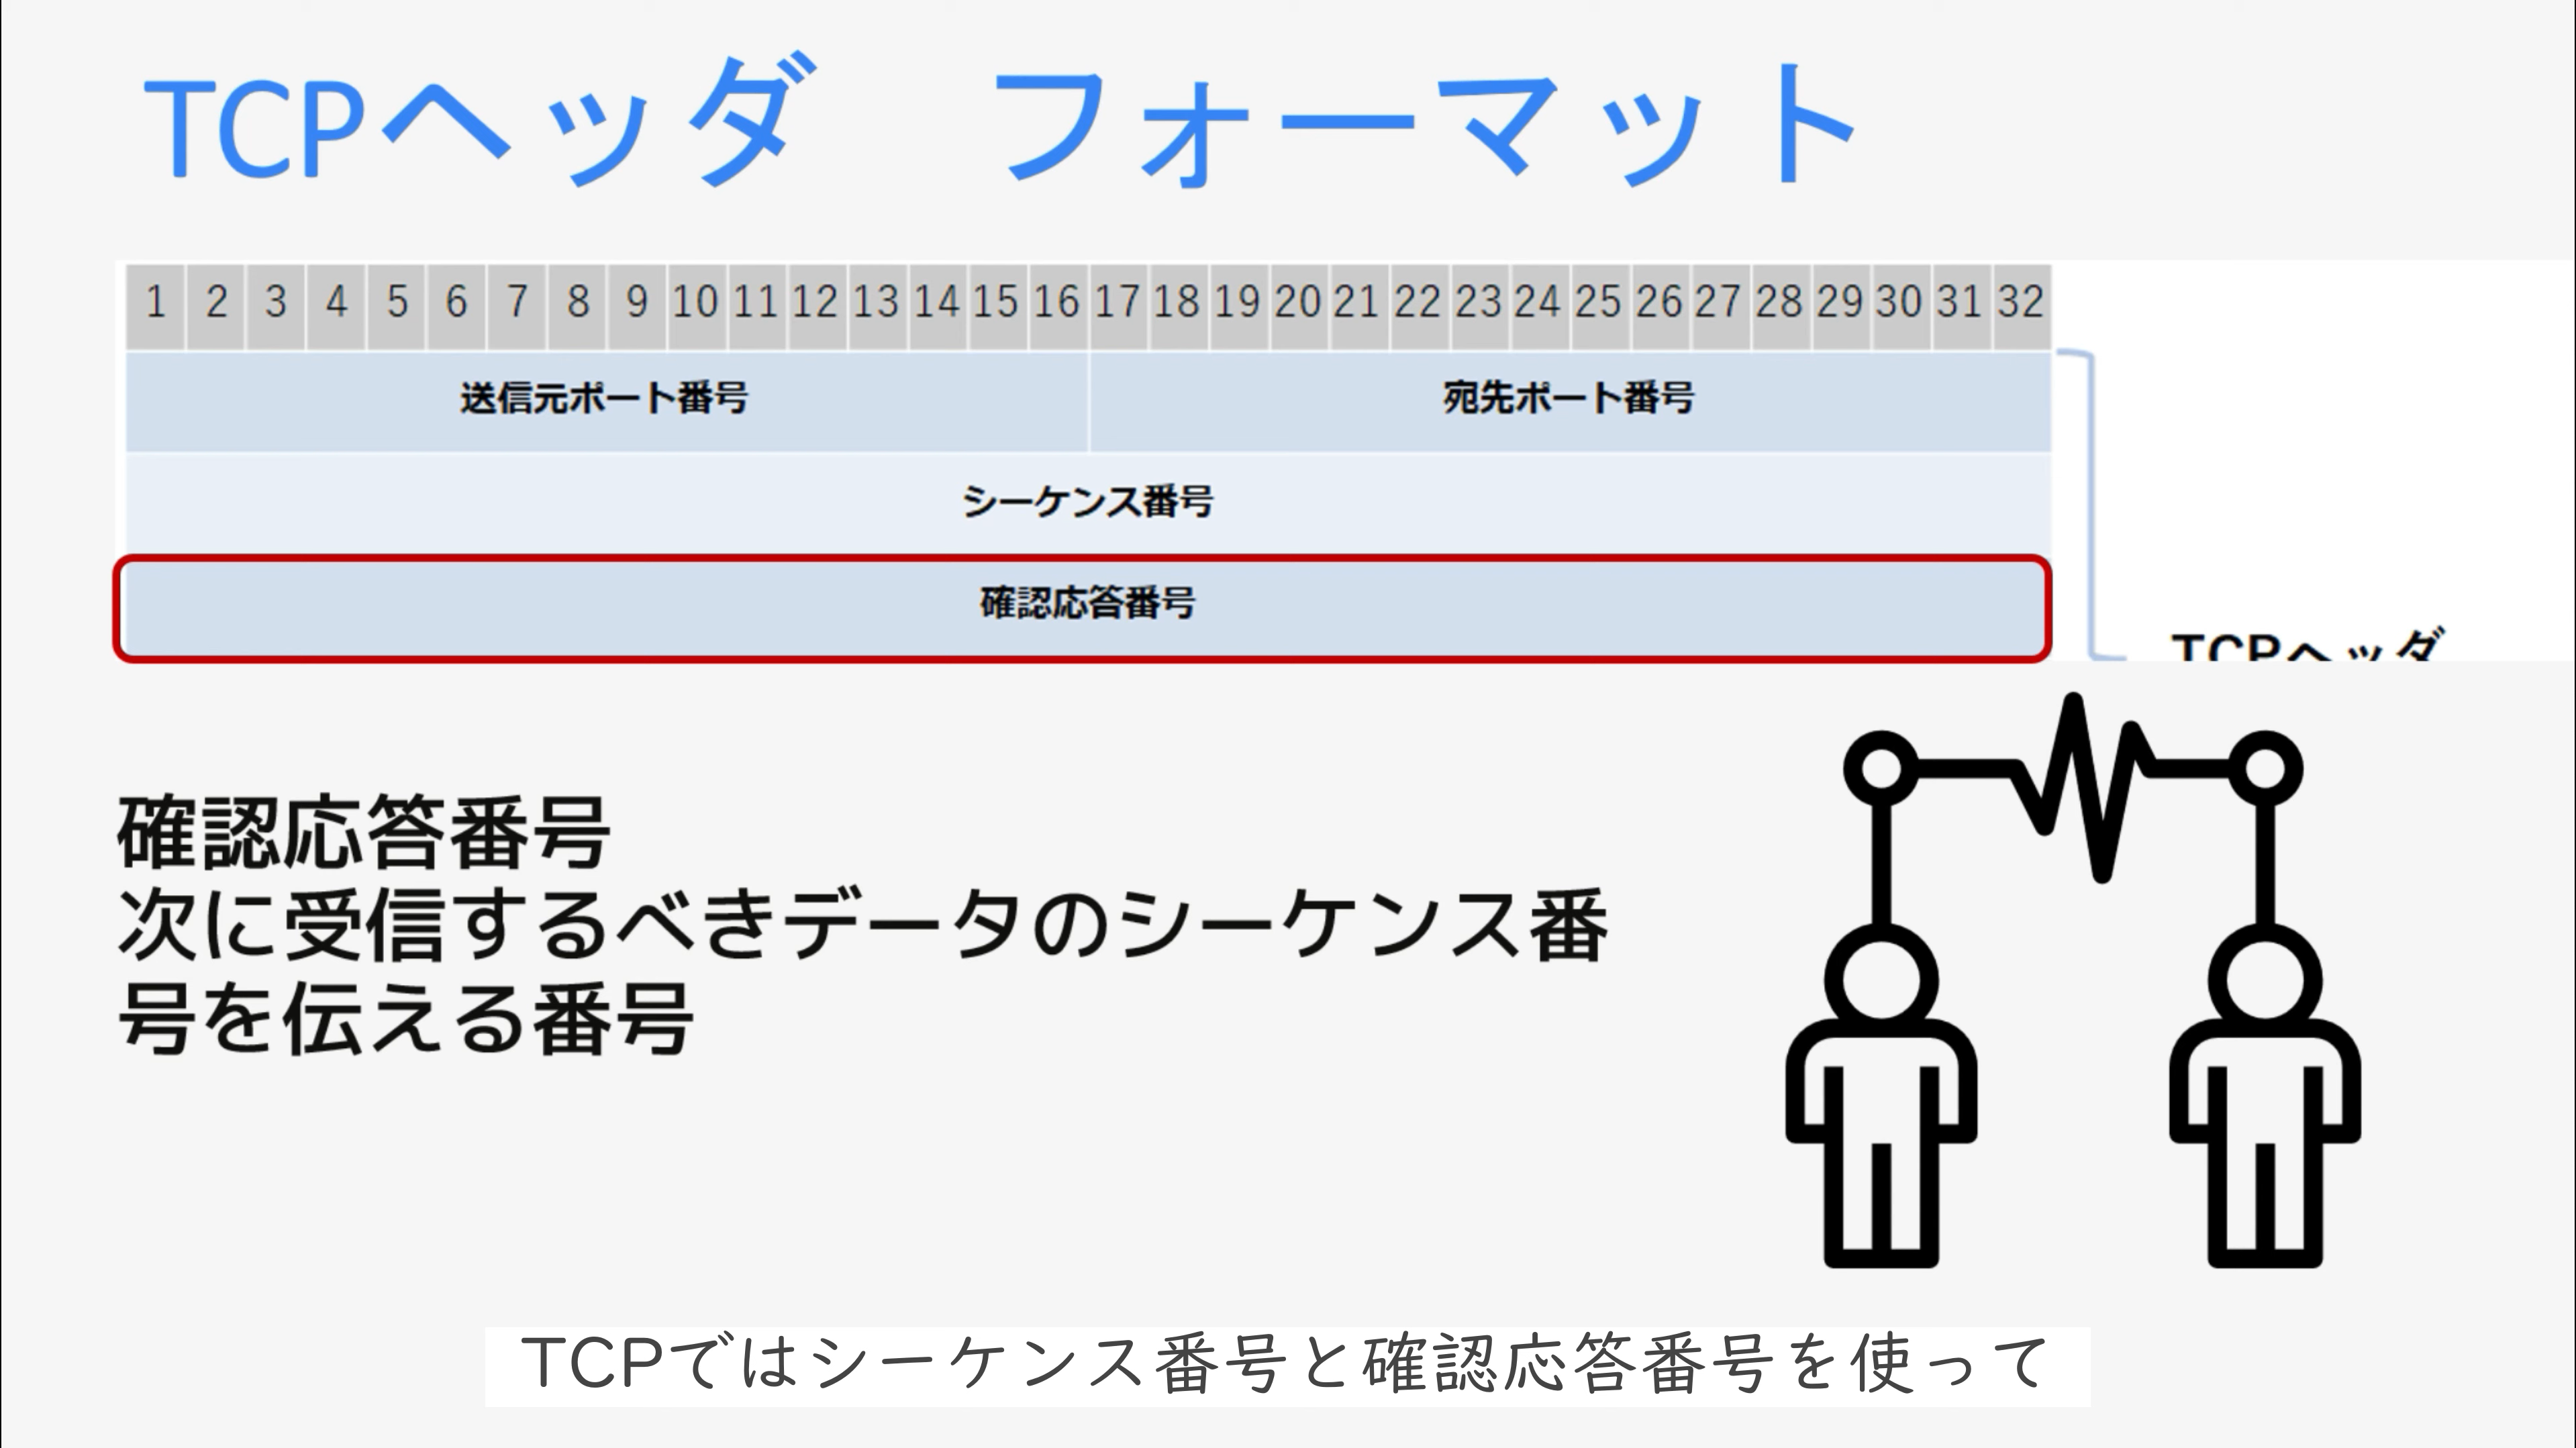 TCPヘッダ　フォーマット
1 2 3 4 5 6 7 8 9 10 11 12 13 14 15 16 17 18 19 20 21 22 23 24 25 26 27 28 29 30 31 32
送信元ポート番号 宛先ポート番号
シーケンス番号
確認応答番号
TCPヘッダ
確認応答番号
次に受信するべきデータのシーケンス番
号を伝える番号
TCPではシーケンス番号と確認応答番号を使って